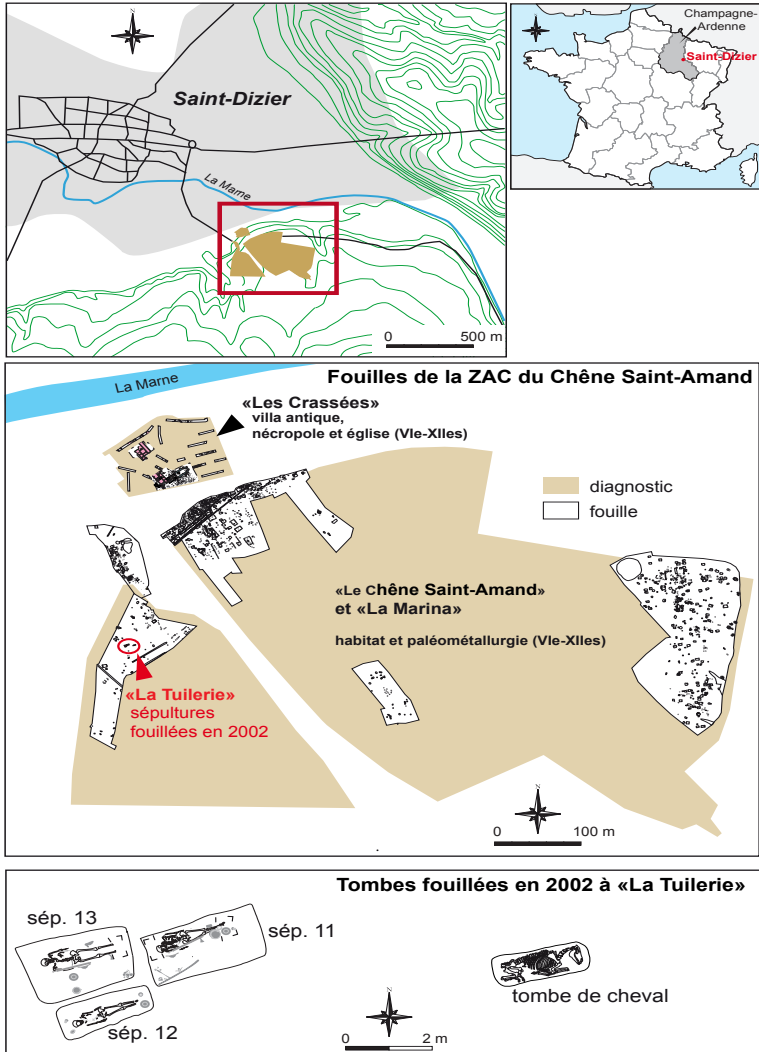 N
Saint-Dizier
La Marne
0 500 m
N
Champagne-
Ardenne
Saint-Dizier
La Marne
Fouilles de la ZAC du Chêne Saint-Amand
«Les Crassées»
villa antique,
nécropole et église (VIe-XIIes)
diagnostic
fouille
«Le Chêne Saint-Amand»
et «La Marina»
habitat et paléométallurgie (VIe-XIIes)
«La Tuilerie»
sépultures
fouillées en 2002
N
0 100 m
Tombes fouillées en 2002 à «La Tuilerie»
sép. 13
sép. 11
sép. 12
tombe de cheval
N
0 2 m